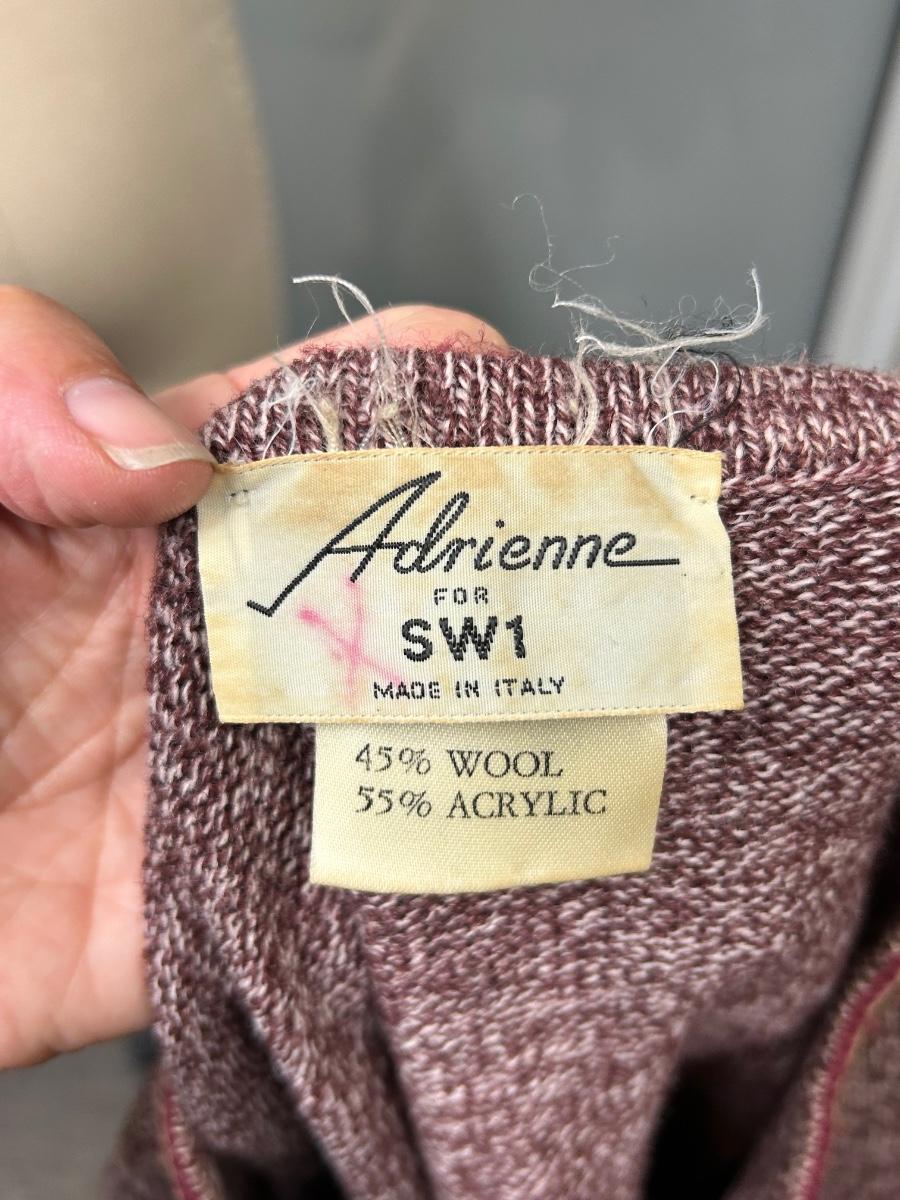 Adrienne
FOR
SW1
MADE IN ITALY
45% WOOL
55% ACRYLIC